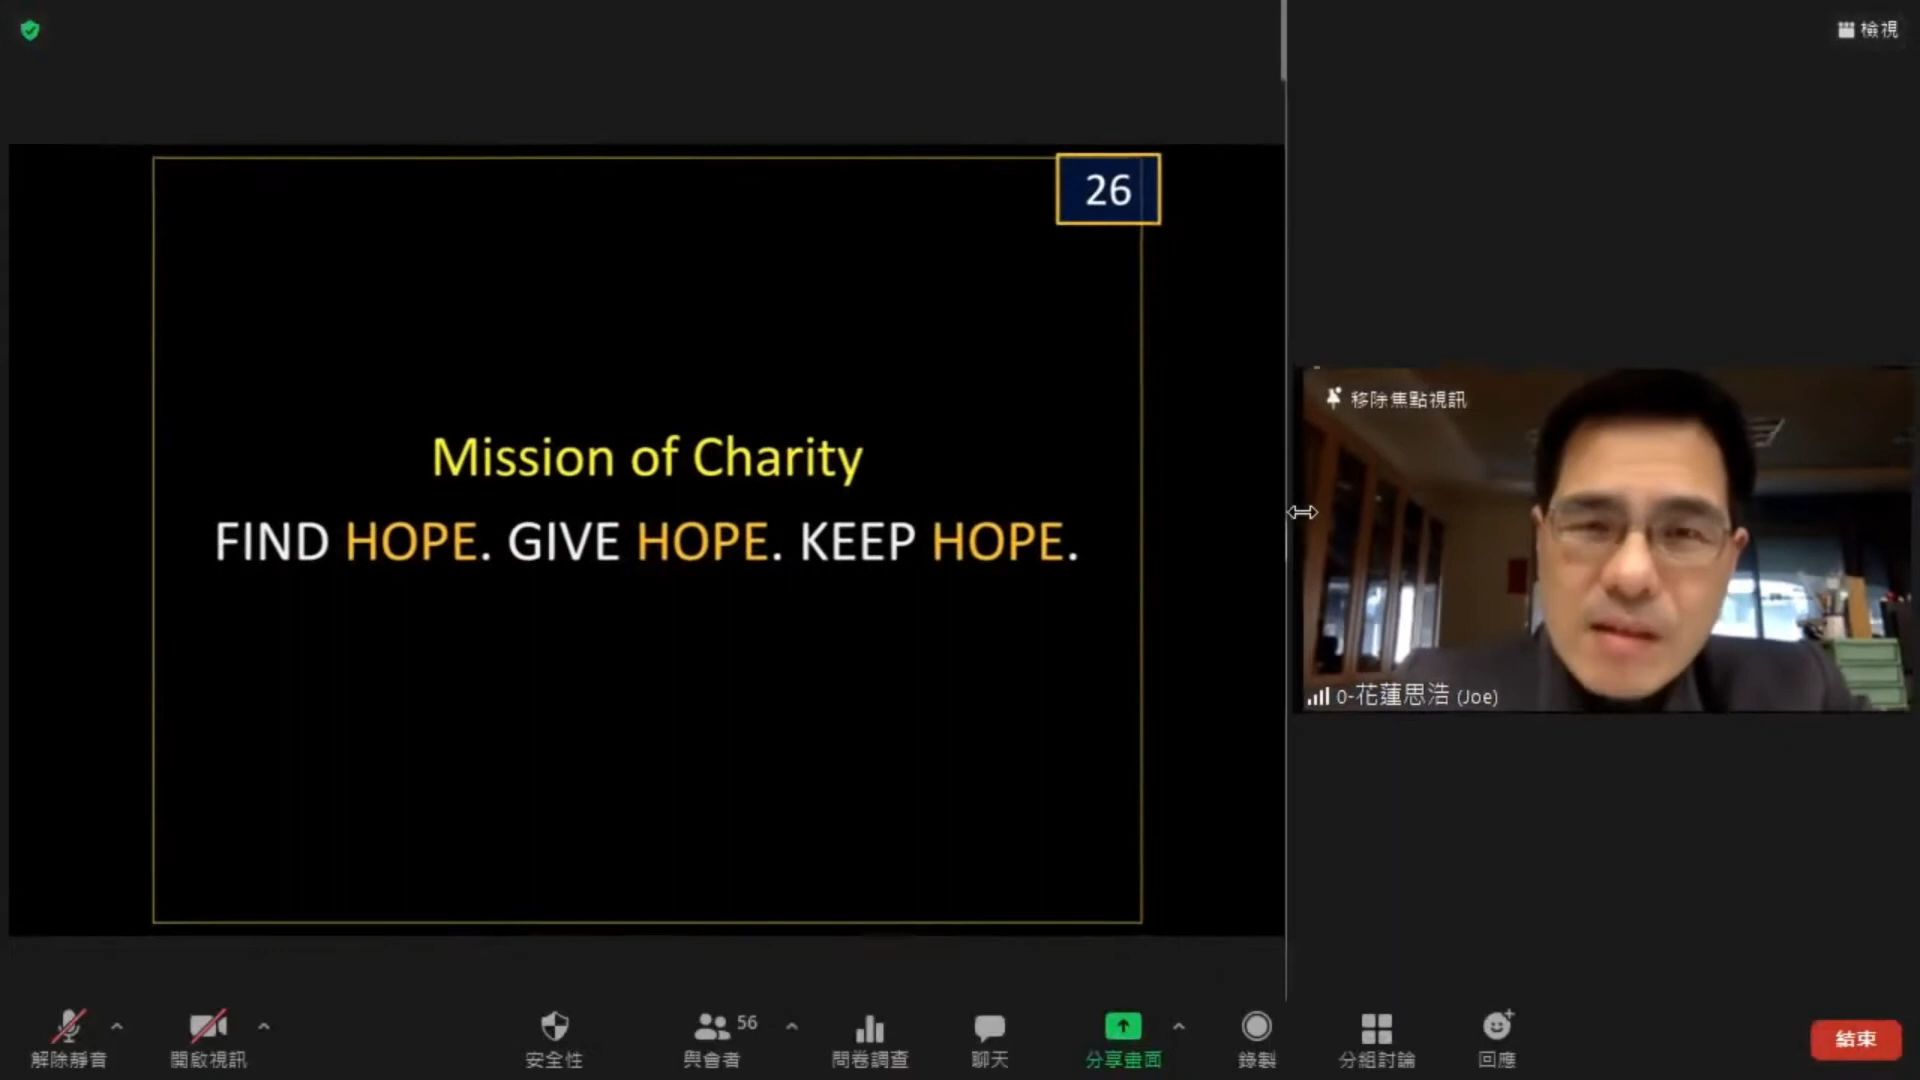 檢視
26
Mission of Charity
FIND HOPE. GIVE HOPE. KEEP HOPE.
移除焦點視訊
0-花蓮思浩 (Joe)
解除靜音
開啟視訊
安全性
56
與會者
問卷調查
聊天
分享畫面
錄製
分組討論
回應
結束